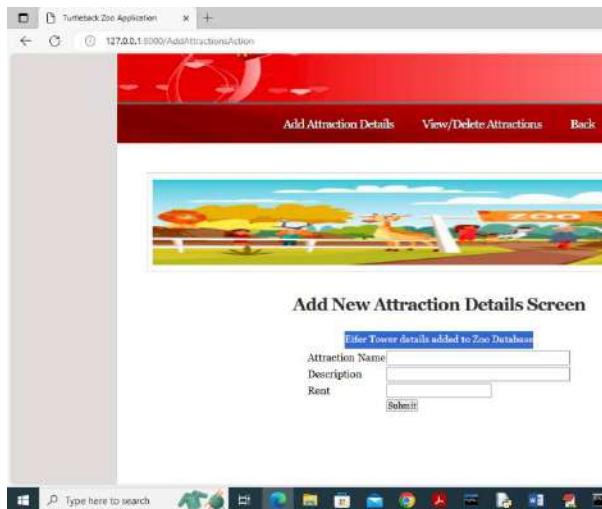 Turtleback Zoo Application
127.0.0.1:8000/AddAttractionsAction
Add Attraction Details View/Delete Attractions Back
ZOO
Add New Attraction Details Screen
Eifer Tower details added to Zoo Database
Attraction Name
Description
Rent
Submit
Type here to search